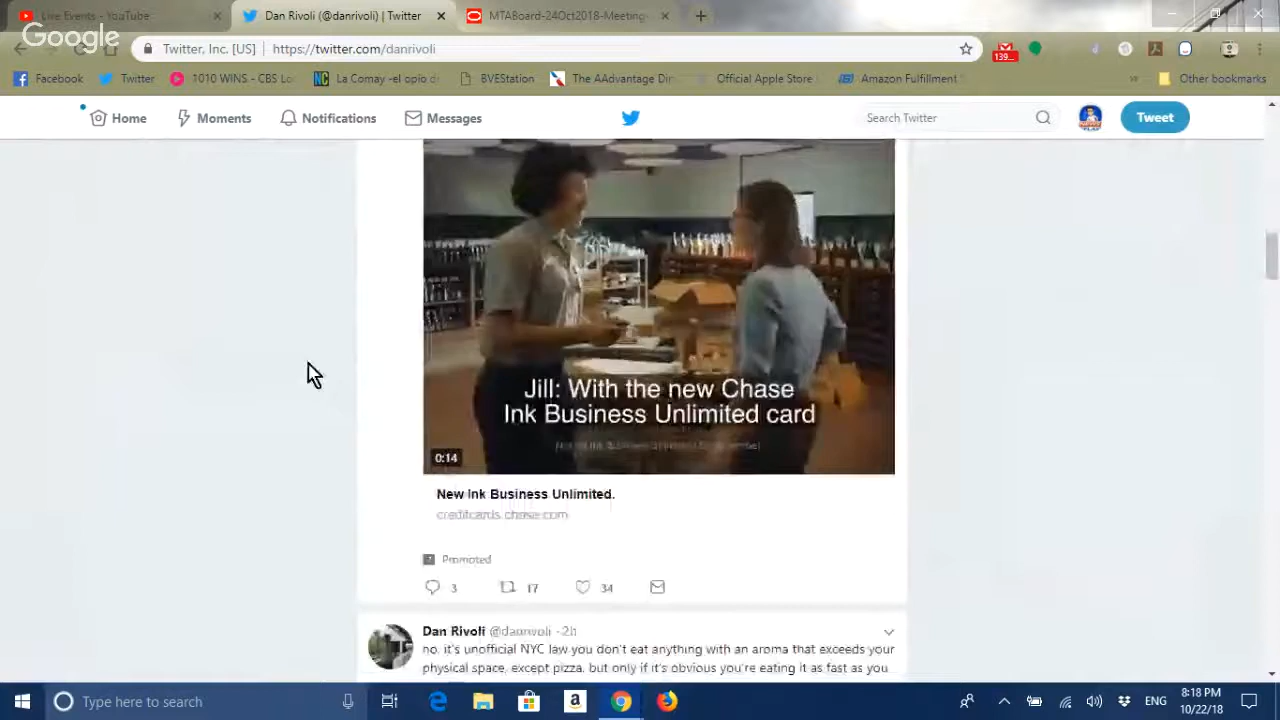 Live Events - YouTube
Dan Rivoli (@danrivoli) | Twitter
MTABoard-24Oct2018-Meeting-
Google
Twitter, Inc. [US]
https://twitter.com/danrivoli
139...
Facebook
Twitter
1010 WINS - CBS Lo
La Comay -el opio de
BVEStation
The AAdvantage Din
Official Apple Store
Amazon Fulfillment
Other bookmarks
Home
Moments
Notifications
Messages
Search Twitter
Tweet
Jill: With the new Chase
Ink Business Unlimited card
0:14
New Ink Business Unlimited.
creditcards.chase.com
Promoted
3
17
34
Dan Rivoli @danrivoli · 2h
no. it's unofficial NYC law you don't eat anything with an aroma that exceeds your
physical space, except pizza. but only if it's obvious you're eating it as fast as you
Type here to search
a
ENG
8:18 PM
10/22/18